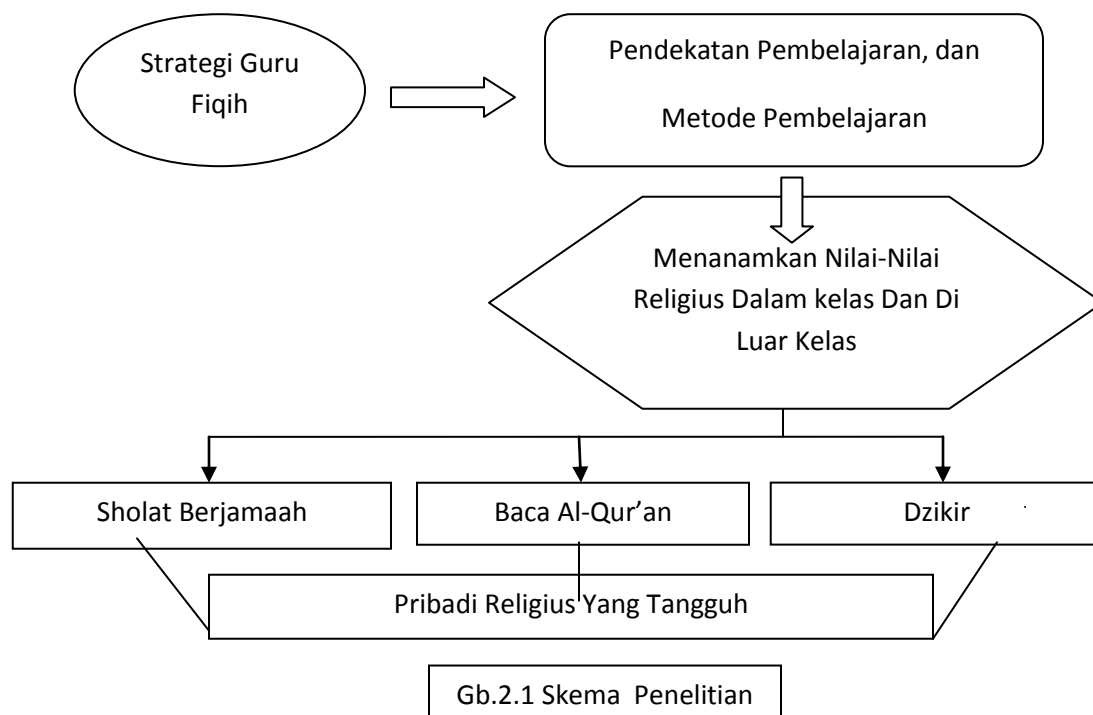 Strategi Guru
Fiqih
Pendekatan Pembelajaran, dan
Metode Pembelajaran
Menanamkan Nilai-Nilai
Religius Dalam kelas Dan Di
Luar Kelas
Sholat Berjamaah
Baca Al-Qur’an
Dzikir
Pribadi Religius Yang Tangguh
Gb.2.1 Skema  Penelitian